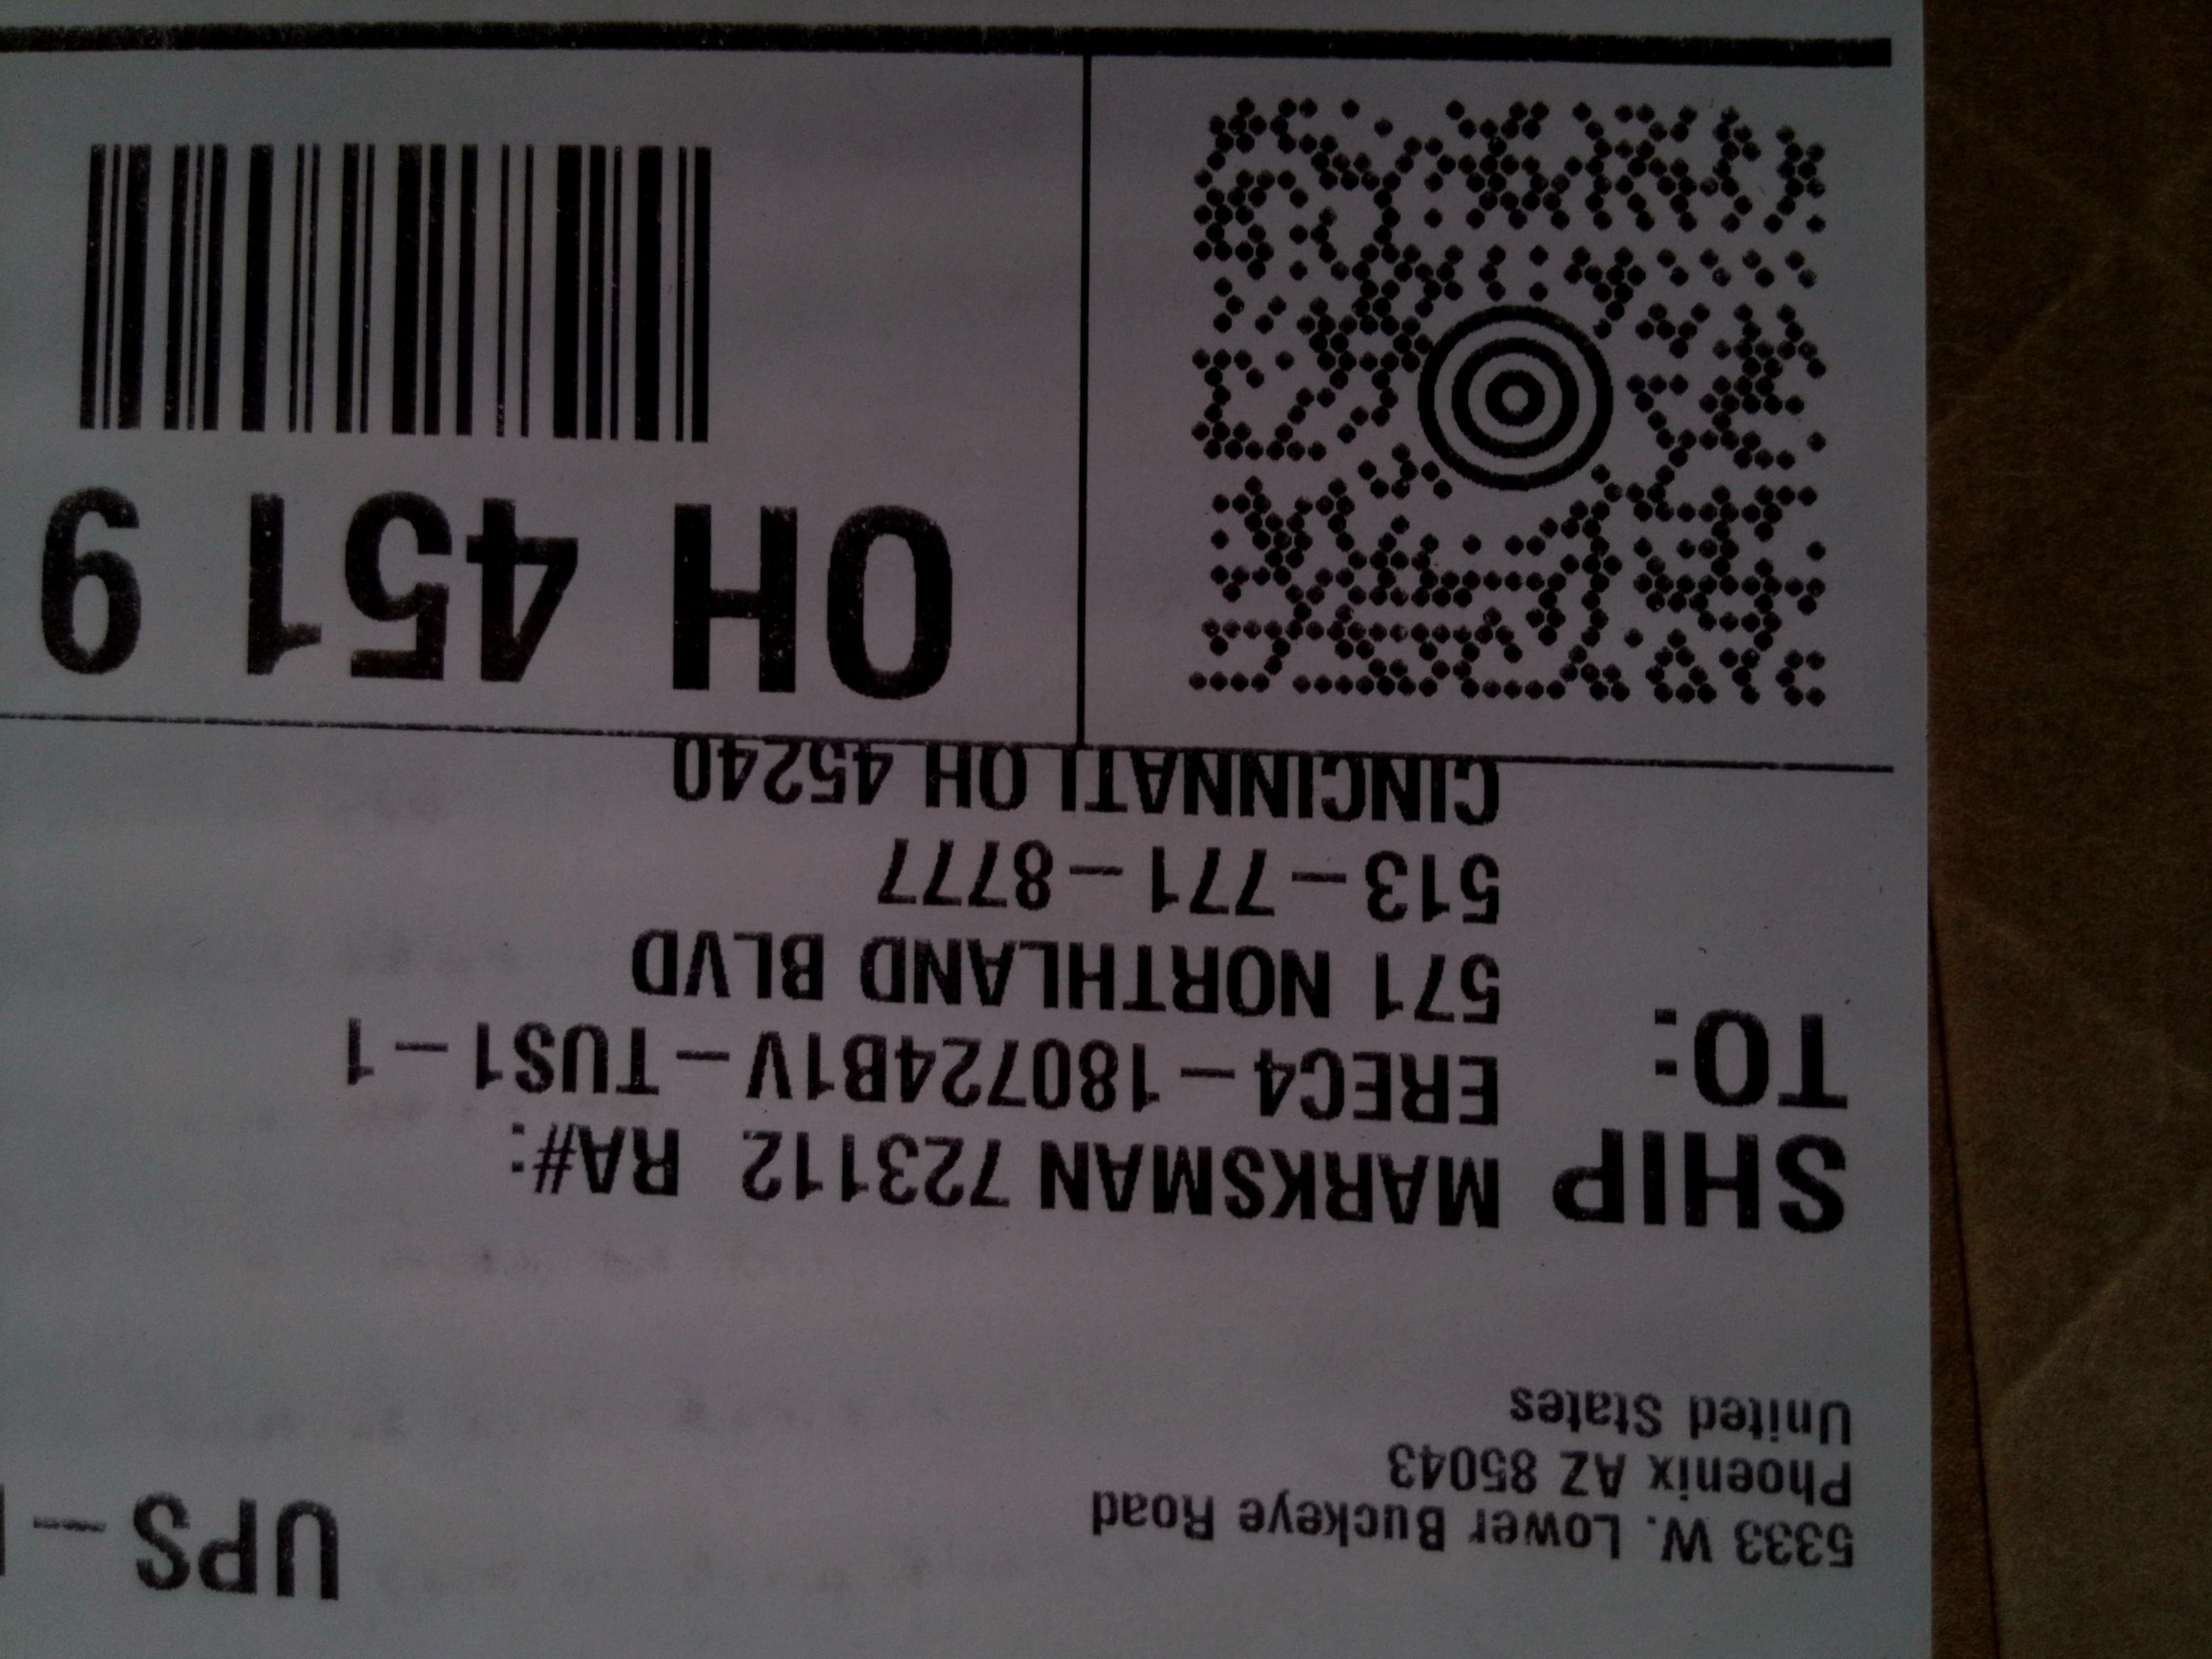 5333 W. Lower Buckeye Road
Phoenix AZ 85043
United States
UPS –
SHIP TO:
MARKSMAN 723112 RA#:
EREC4–180724B1V–TUS1–1
571 NORTHLAND BLVD
513–771–8777
CINCINNATI OH 45240
OH 451 9